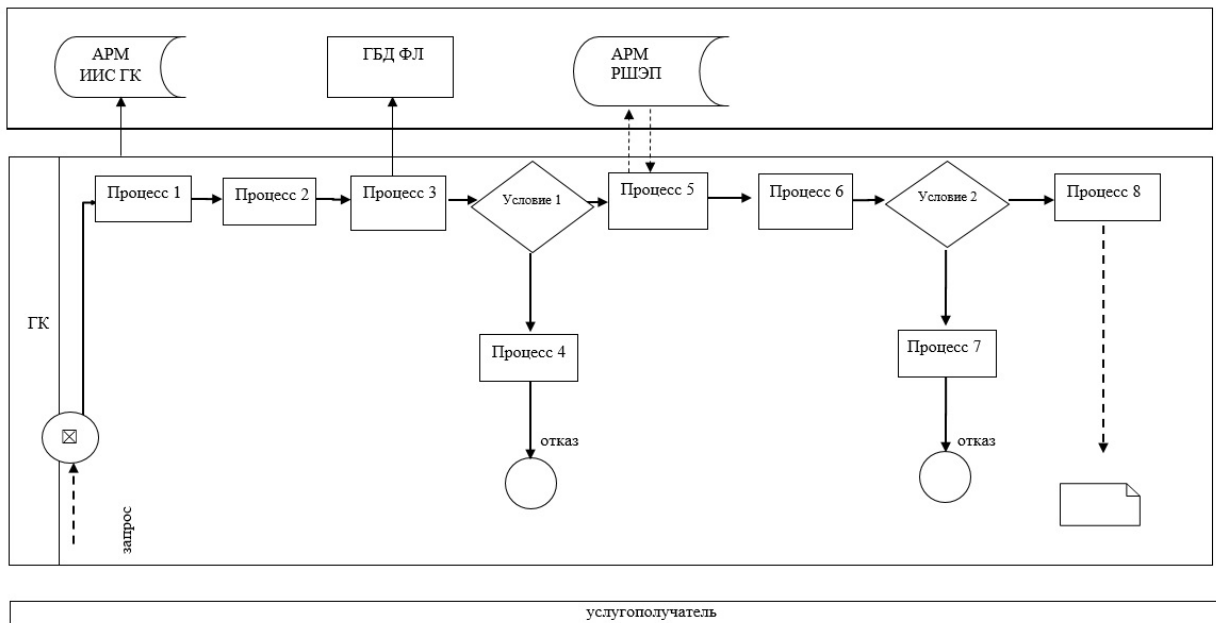 АРМ
ИИС ГК
ГБД ФЛ
АРМ
РШЭП
Процесс 1
Процесс 2
Процесс 3
Условие 1
Процесс 5
Процесс 6
Условие 2
Процесс 8
ГК
Процесс 4
Процесс 7
отказ
отказ
запрос
услугополучатель